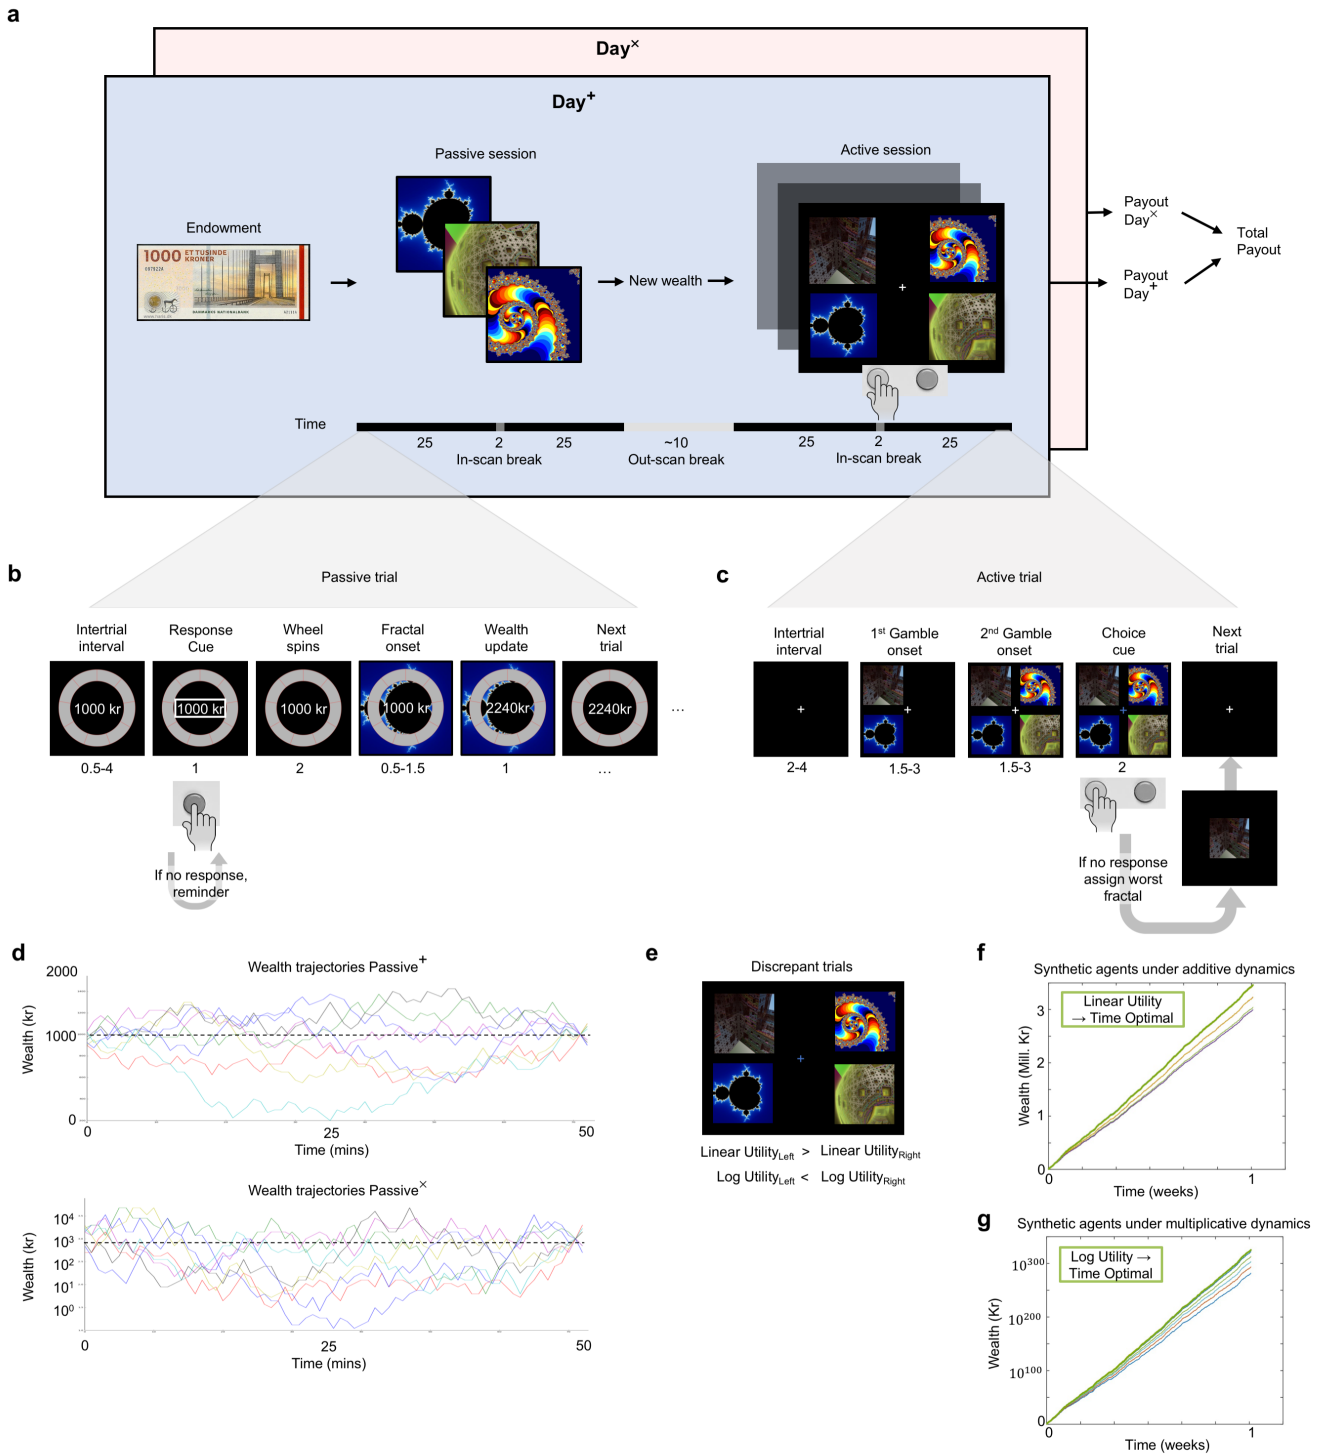 a
Day×
Day+
Passive session
Active session
Endowment
1000 ET TUSINDE
KRONER
DANMARKS NATIONALBANK
New wealth
Payout
Day×
Payout
Day+
Total
Payout
Time
25 2 25 ~10 25 2 25
In-scan break Out-scan break In-scan break
b
Passive trial
Intertrial
interval
Response
Cue
Wheel
spins
Fractal
onset
Wealth
update
Next
trial
1000 kr 1000 kr 1000 kr 1000 kr 2240kr 2240kr ...
0.5-4 1 2 0.5-1.5 1 ...
If no response,
reminder
c
Active trial
Intertrial
interval
1st Gamble
onset
2nd Gamble
onset
Choice
cue
Next
trial
2-4 1.5-3 1.5-3 2
If no response
assign worst
fractal
d
Wealth trajectories Passive+
Wealth (kr)
2000
1000
0
0 25 50
Time (mins)
Wealth trajectories Passive×
Wealth (kr)
10⁴
10³
10²
10¹
10⁰
0 25 50
Time (mins)
e
Discrepant trials
Linear UtilityLeft > Linear UtilityRight
Log UtilityLeft < Log UtilityRight
f
Synthetic agents under additive dynamics
Linear Utility
→ Time Optimal
Wealth (Mill. Kr)
3
2
1
0
0 1
Time (weeks)
g
Synthetic agents under multiplicative dynamics
Log Utility →
Time Optimal
Wealth (Kr)
10³⁰⁰
10²⁰⁰
10¹⁰⁰
0
0 1
Time (weeks)